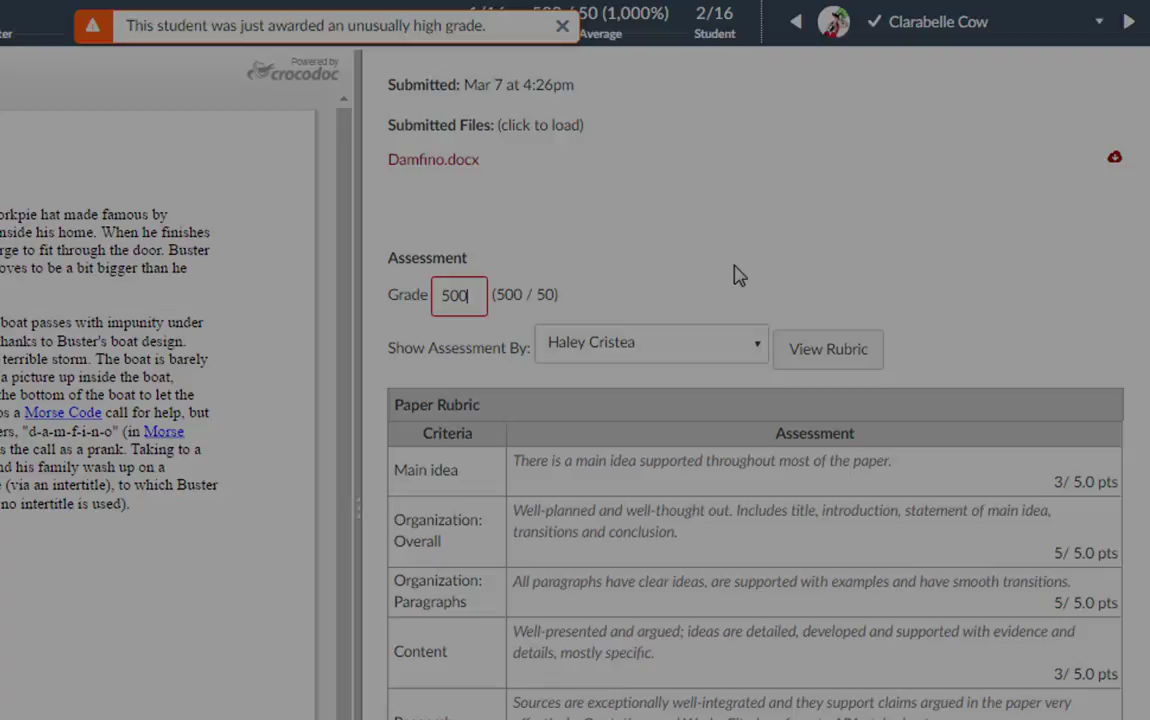 This student was just awarded an unusually high grade.
50 (1,000%)
Average
2/16
Student
Clarabelle Cow
Powered by
crocodoc
orkpie hat made famous by
nside his home. When he finishes
rge to fit through the door. Buster
oves to be a bit bigger than he
boat passes with impunity under
hanks to Buster's boat design.
terrible storm. The boat is barely
a picture up inside the boat,
the bottom of the boat to let the
os a Morse Code call for help, but
ers, "d-a-m-f-i-n-o" (in Morse
s the call as a prank. Taking to a
nd his family wash up on a
(via an intertitle), to which Buster
no intertitle is used).
Submitted: Mar 7 at 4:26pm
Submitted Files: (click to load)
Damfino.docx
Assessment
Grade 500 (500 / 50)
Show Assessment By: Haley Cristea View Rubric
Paper Rubric
Criteria Assessment
Main idea
There is a main idea supported throughout most of the paper.
3/ 5.0 pts
Organization:
Overall
Well-planned and well-thought out. Includes title, introduction, statement of main idea,
transitions and conclusion.
5/ 5.0 pts
Organization:
Paragraphs
All paragraphs have clear ideas, are supported with examples and have smooth transitions.
5/ 5.0 pts
Content
Well-presented and argued; ideas are detailed, developed and supported with evidence and
details, mostly specific.
3/ 5.0 pts
Sources are exceptionally well-integrated and they support claims argued in the paper very